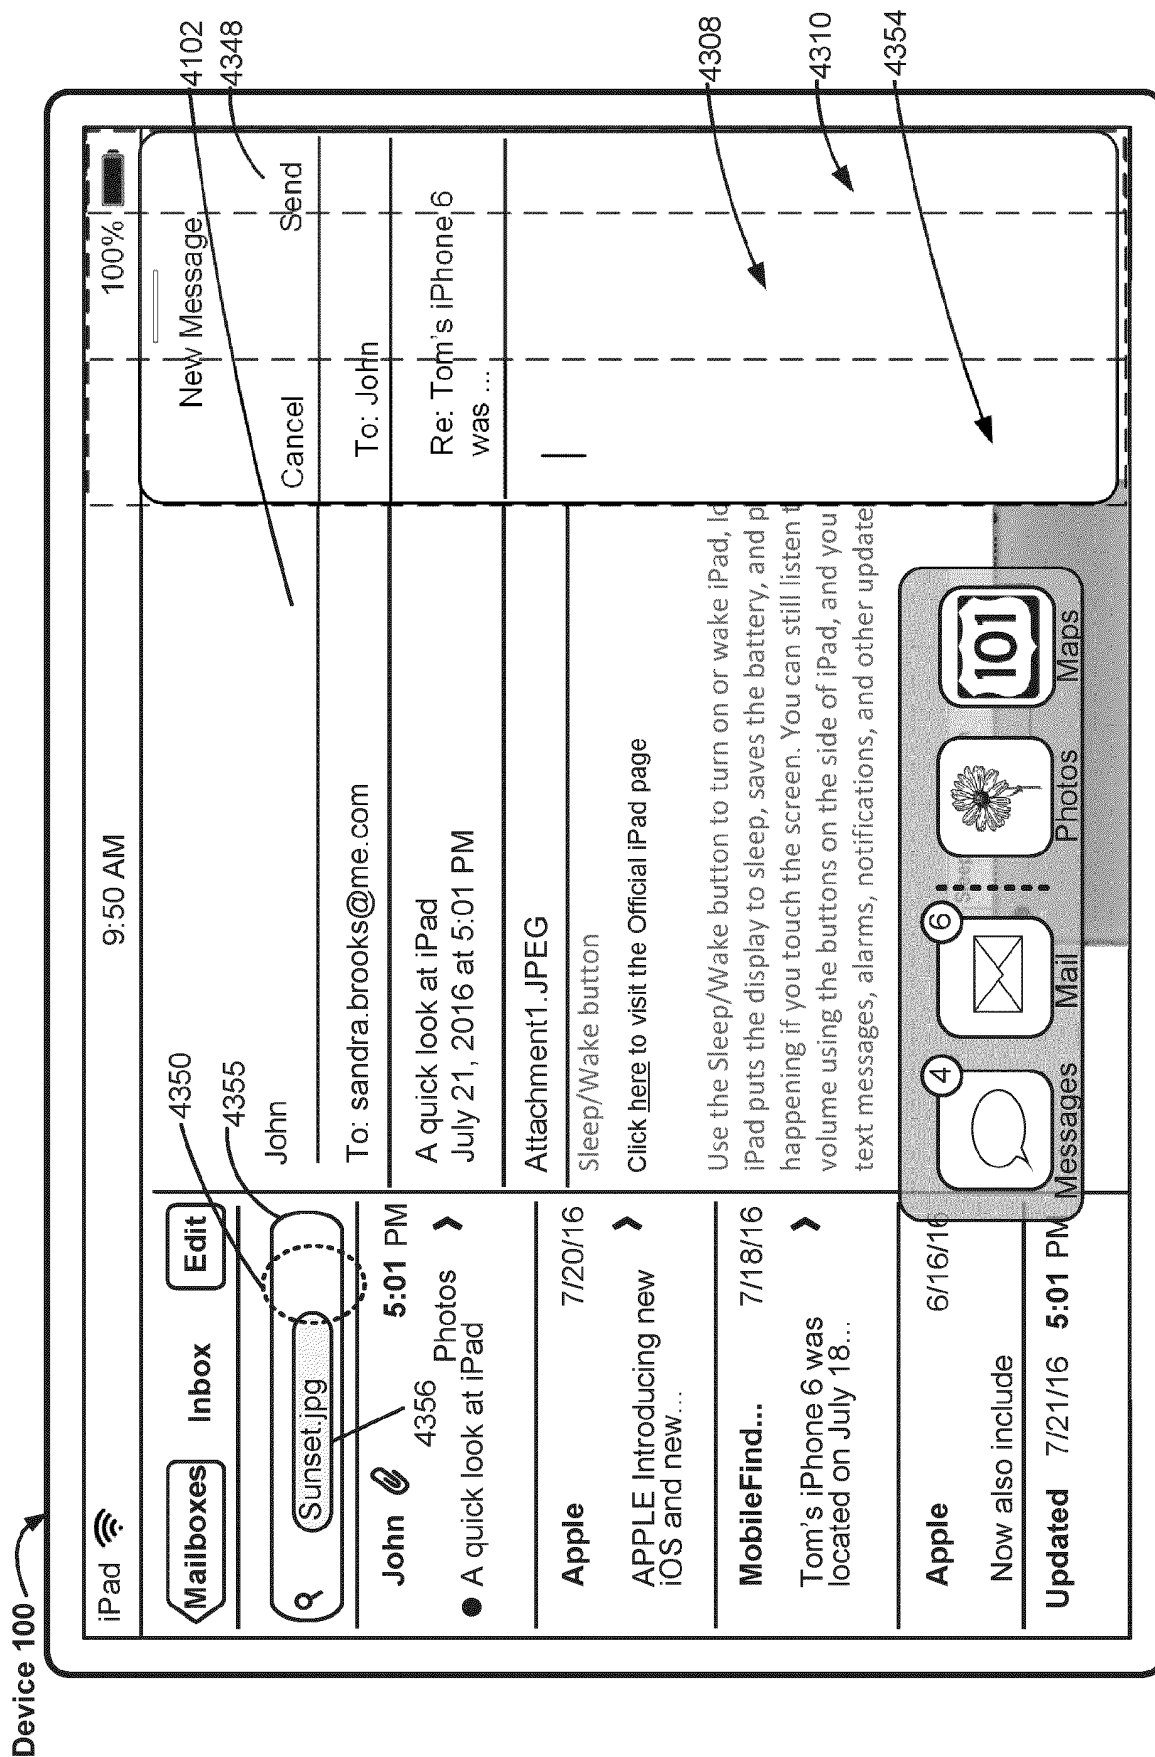 Device 100
iPad
9:50 AM
100%
Mailboxes
Inbox
Edit
Sunset.jpg
John
5:01 PM
Photos
A quick look at iPad
Apple
7/20/16
APPLE Introducing new
iOS and new...
MobileFind...
7/18/16
Tom's iPhone 6 was
located on July 18...
Apple
6/16/16
Now also include
Updated 7/21/16 5:01 PM
4350
4355
4356
John
To: sandra.brooks@me.com
A quick look at iPad
July 21, 2016 at 5:01 PM
Attachment1.JPEG
Sleep/Wake button
Click here to visit the Official iPad page
Use the Sleep/Wake button to turn on or wake iPad, lo
iPad puts the display to sleep, saves the battery, and p
happening if you touch the screen. You can still listen t
volume using the buttons on the side of iPad, and you
text messages, alarms, notifications, and other update
4
Messages
6
Mail
Photos
101
Maps
New Message
Cancel
Send
To: John
Re: Tom's iPhone 6
was ...
4102
4348
4308
4310
4354